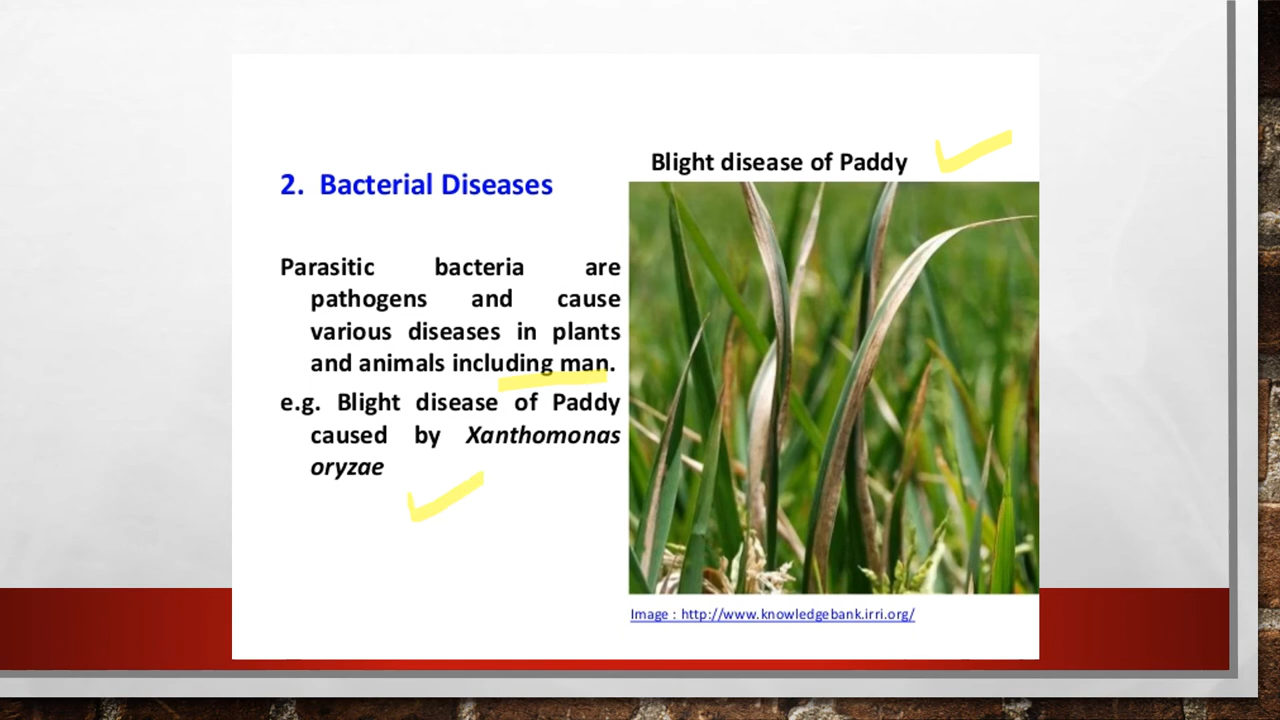 2. Bacterial Diseases
Parasitic bacteria are
pathogens and cause
various diseases in plants
and animals including man.
e.g. Blight disease of Paddy
caused by Xanthomonas
oryzae
Blight disease of Paddy
Image : http://www.knowledgebank.irri.org/